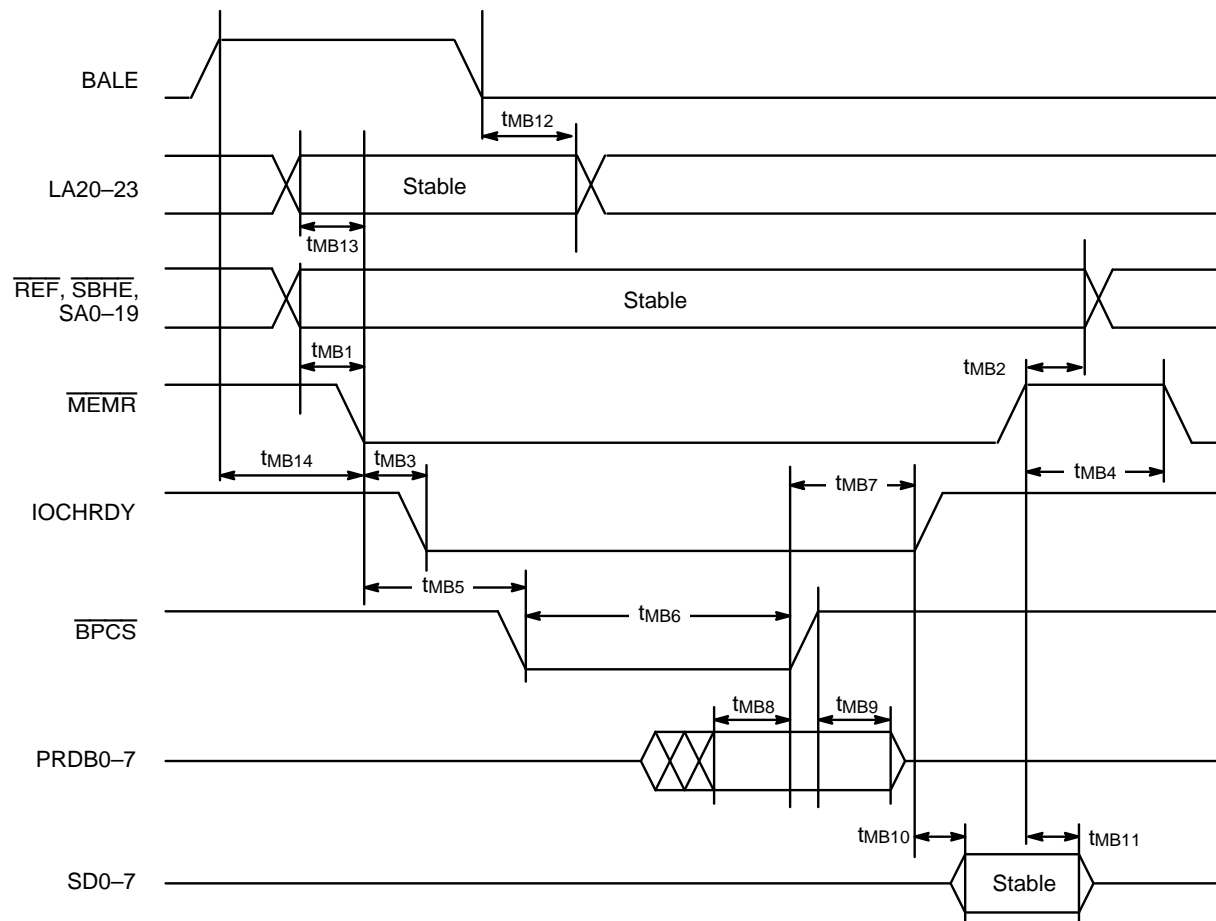 BALE
tMB12
LA20–23
Stable
tMB13
REF, SBHE,
SA0–19
Stable
tMB1
tMB2
MEMR
tMB14
tMB3
tMB7
tMB4
IOCHRDY
tMB5
tMB6
BPCS
tMB8
tMB9
PRDB0–7
tMB10
tMB11
SD0–7
Stable